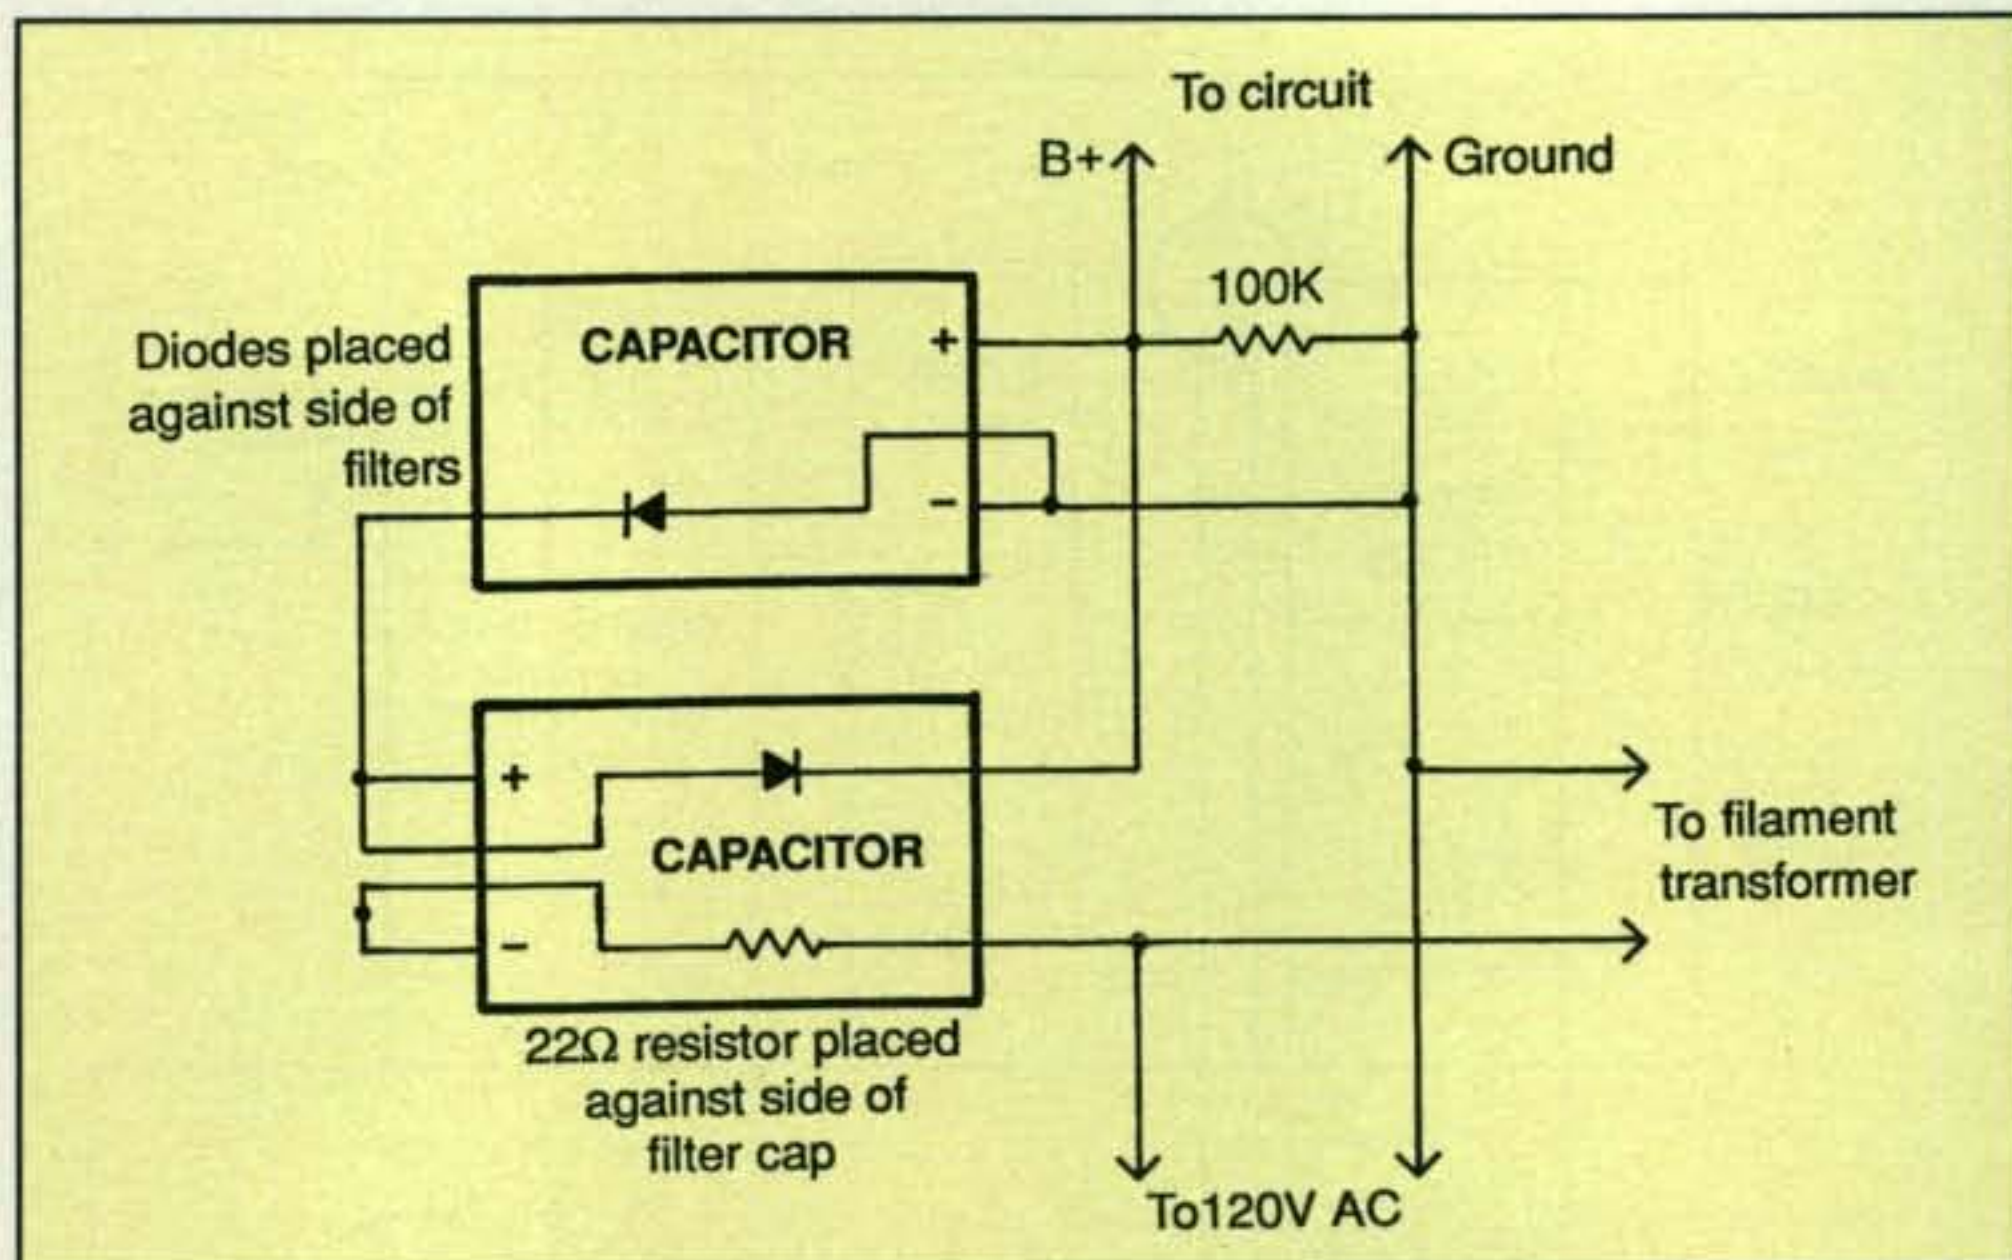 To circuit
B+
Ground
100K
Diodes placed
against side of
filters
CAPACITOR
+
−
+
CAPACITOR
−
To filament
transformer
22Ω resistor placed
against side of
filter cap
To120V AC